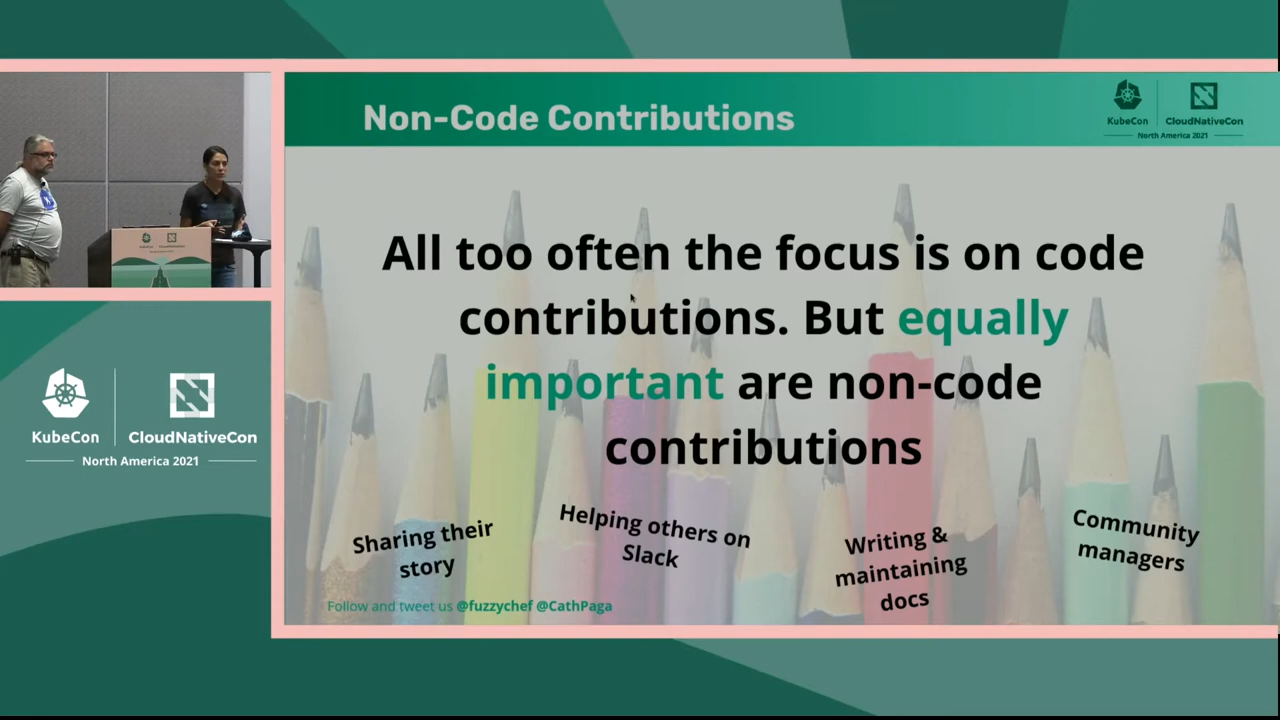 Non-Code Contributions
KubeCon
CloudNativeCon
North America 2021
All too often the focus is on code
contributions. But equally
important are non-code
contributions
Sharing their
story
Helping others on
Slack
Writing &
maintaining
docs
Community
managers
Follow and tweet us @fuzzychef @CathPaga
KubeCon
CloudNativeCon
North America 2021